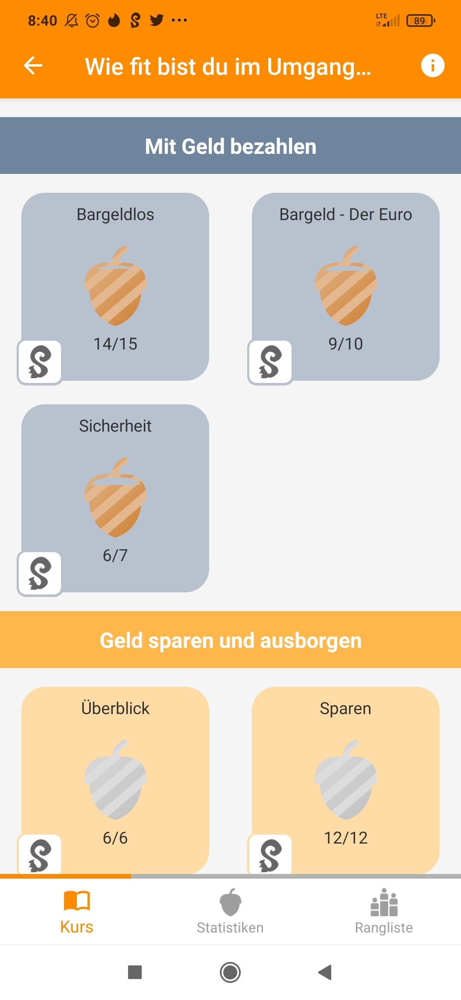 8:40
LTE
89
Wie fit bist du im Umgang...
Mit Geld bezahlen
Bargeldlos
Bargeld - Der Euro
14/15
9/10
Sicherheit
6/7
Geld sparen und ausborgen
Überblick
Sparen
6/6
12/12
Kurs
Statistiken
Rangliste